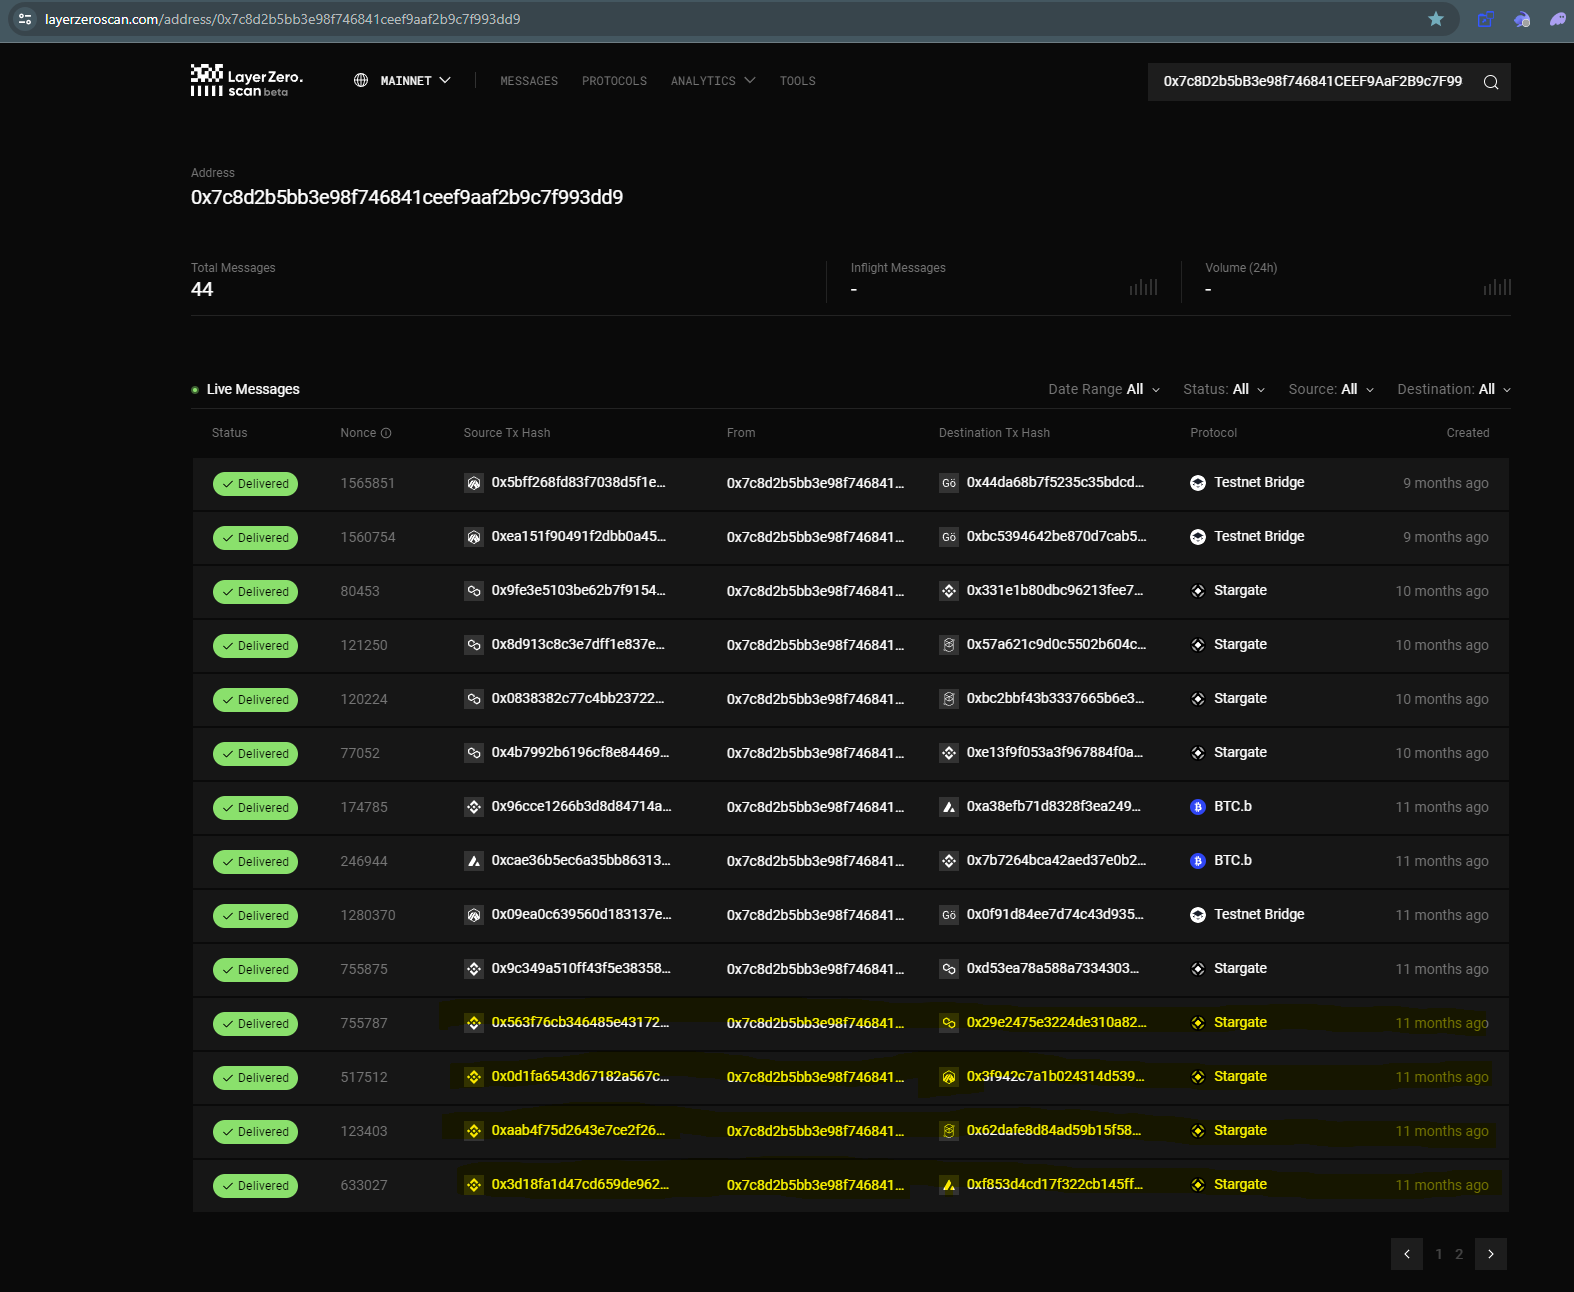 layerzeroscan.com/address/0x7c8d2b5bb3e98f746841ceef9aaf2b9c7f993dd9
LayerZero. scan beta MAINNET MESSAGES PROTOCOLS ANALYTICS TOOLS 0x7c8D2b5bB3e98f746841CEEF9AaF2B9c7F99
Address
0x7c8d2b5bb3e98f746841ceef9aaf2b9c7f993dd9
Total Messages Inflight Messages Volume (24h)
44 - -
Live Messages Date Range All Status: All Source: All Destination: All
Status Nonce Source Tx Hash From Destination Tx Hash Protocol Created
Delivered 1565851 0x5bff268fd83f7038d5f1e... 0x7c8d2b5bb3e98f746841... Gö 0x44da68b7f5235c35bdcd... Testnet Bridge 9 months ago
Delivered 1560754 0xea151f90491f2dbb0a45... 0x7c8d2b5bb3e98f746841... Gö 0xbc5394642be870d7cab5... Testnet Bridge 9 months ago
Delivered 80453 0x9fe3e5103be62b7f9154... 0x7c8d2b5bb3e98f746841... 0x331e1b80dbc96213fee7... Stargate 10 months ago
Delivered 121250 0x8d913c8c3e7dff1e837e... 0x7c8d2b5bb3e98f746841... 0x57a621c9d0c5502b604c... Stargate 10 months ago
Delivered 120224 0x0838382c77c4bb23722... 0x7c8d2b5bb3e98f746841... 0xbc2bbf43b3337665b6e3... Stargate 10 months ago
Delivered 77052 0x4b7992b6196cf8e84469... 0x7c8d2b5bb3e98f746841... 0xe13f9f053a3f967884f0a... Stargate 10 months ago
Delivered 174785 0x96cce1266b3d8d84714a... 0x7c8d2b5bb3e98f746841... 0xa38efb71d8328f3ea249... BTC.b 11 months ago
Delivered 246944 0xcae36b5ec6a35bb86313... 0x7c8d2b5bb3e98f746841... 0x7b7264bca42aed37e0b2... BTC.b 11 months ago
Delivered 1280370 0x09ea0c639560d183137e... 0x7c8d2b5bb3e98f746841... Gö 0x0f91d84ee7d74c43d935... Testnet Bridge 11 months ago
Delivered 755875 0x9c349a510ff43f5e38358... 0x7c8d2b5bb3e98f746841... 0xd53ea78a588a7334303... Stargate 11 months ago
Delivered 755787 0x563f76cb346485e43172... 0x7c8d2b5bb3e98f746841... 0x29e2475e3224de310a82... Stargate 11 months ago
Delivered 517512 0x0d1fa6543d67182a567c... 0x7c8d2b5bb3e98f746841... 0x3f942c7a1b024314d539... Stargate 11 months ago
Delivered 123403 0xaab4f75d2643e7ce2f26... 0x7c8d2b5bb3e98f746841... 0x62dafe8d84ad59b15f58... Stargate 11 months ago
Delivered 633027 0x3d18fa1d47cd659de962... 0x7c8d2b5bb3e98f746841... 0xf853d4cd17f322cb145ff... Stargate 11 months ago
1 2